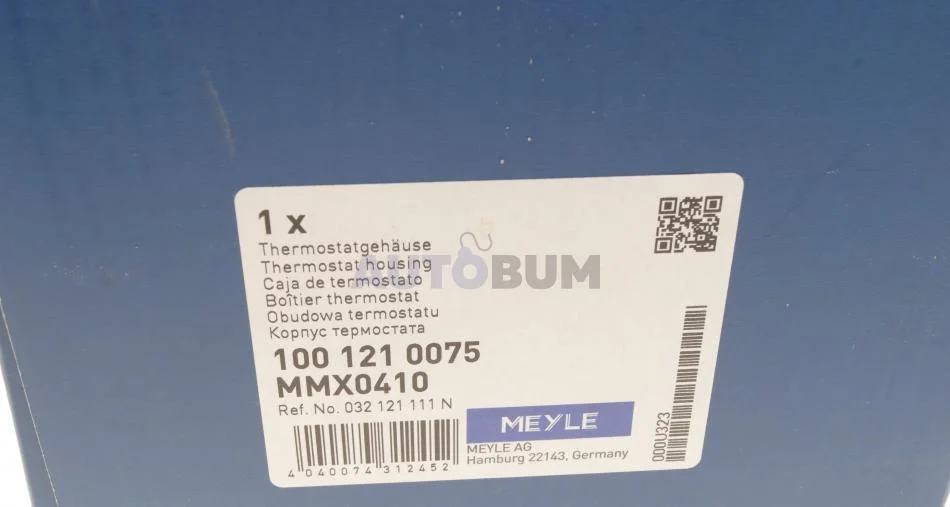 1 x
Thermostatgehäuse
Thermostat housing
Caja de termostato
Boîtier thermostat
Obudowa termostatu
Корпус термостата
AUTOBUM
100 121 0075
MMX0410
Ref. No. 032 121 111 N
MEYLE
MEYLE AG
Hamburg 22143, Germany
4 040074 312452
000U323